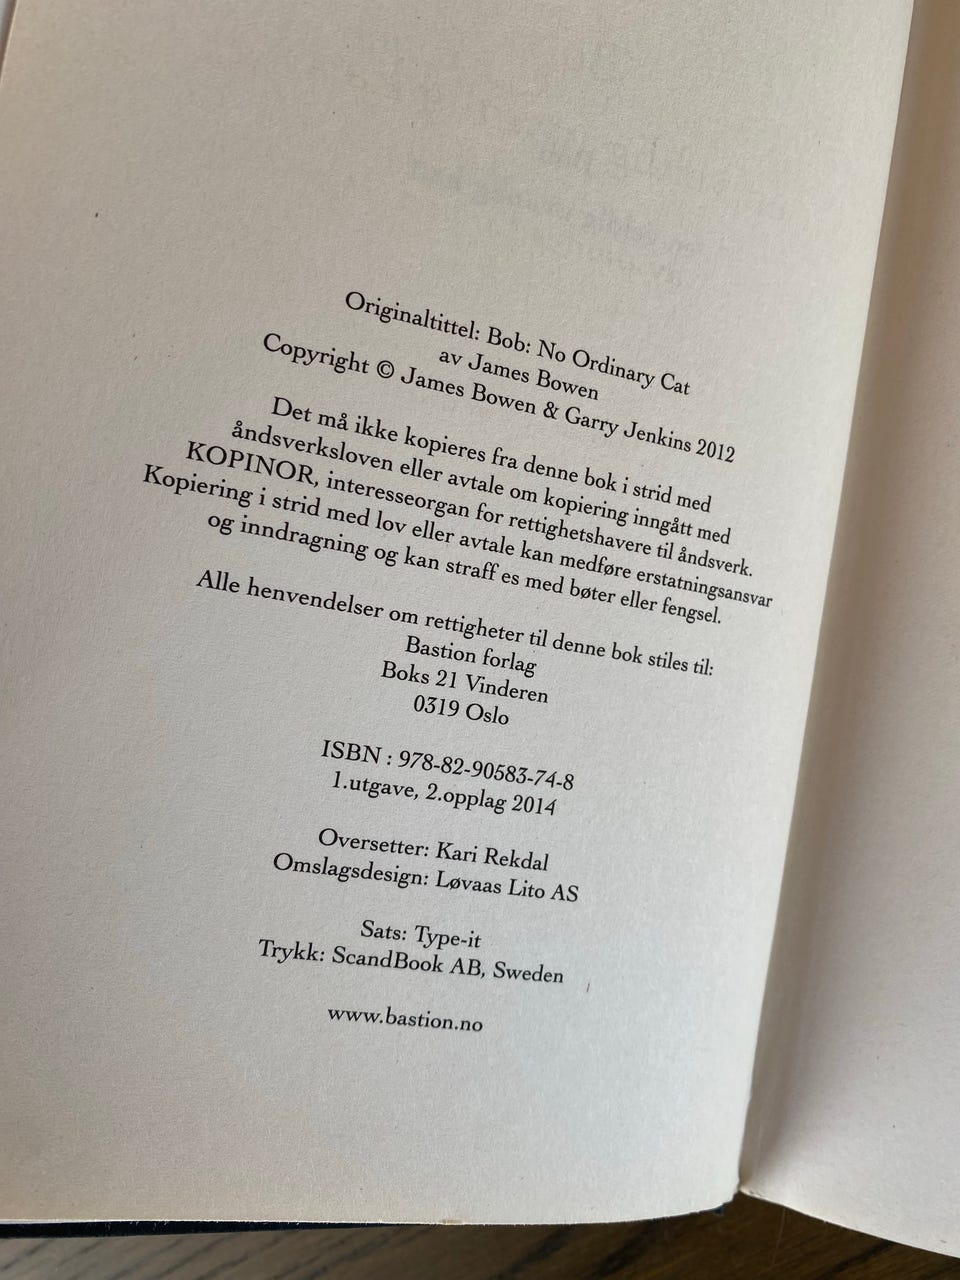 Originaltittel: Bob: No Ordinary Cat
av James Bowen
Copyright © James Bowen & Garry Jenkins 2012
Det må ikke kopieres fra denne bok i strid med
åndsverksloven eller avtale om kopiering inngått med
KOPINOR, interesseorgan for rettighetshavere til åndsverk.
Kopiering i strid med lov eller avtale kan medføre erstatningsansvar
og inndragning og kan straff es med bøter eller fengsel.
Alle henvendelser om rettigheter til denne bok stiles til:
Bastion forlag
Boks 21 Vinderen
0319 Oslo
ISBN : 978-82-90583-74-8
1.utgave, 2.opplag 2014
Oversetter: Kari Rekdal
Omslagsdesign: Løvaas Lito AS
Sats: Type-it
Trykk: ScandBook AB, Sweden
www.bastion.no